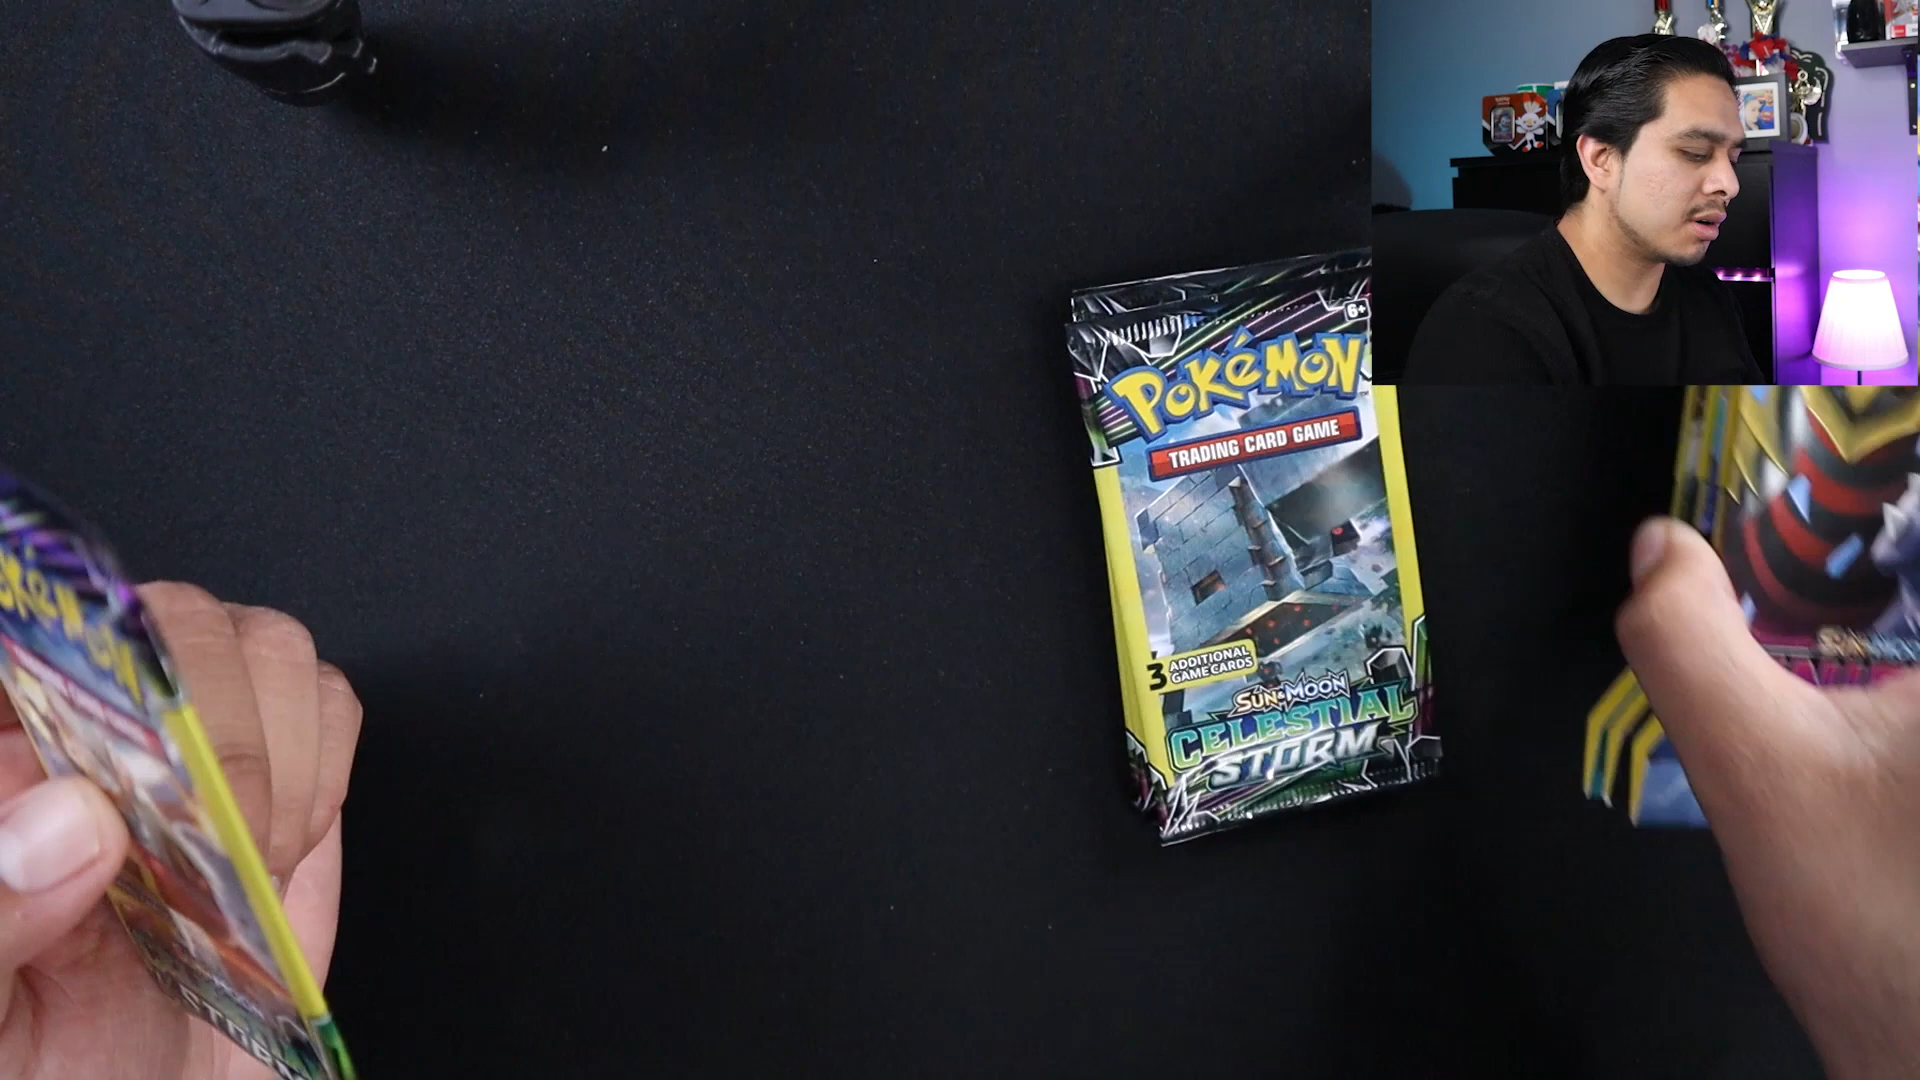 6+
POKéMON
TRADING CARD GAME
3 ADDITIONAL
GAME CARDS
SUN & MOON
CELESTIAL
STORM